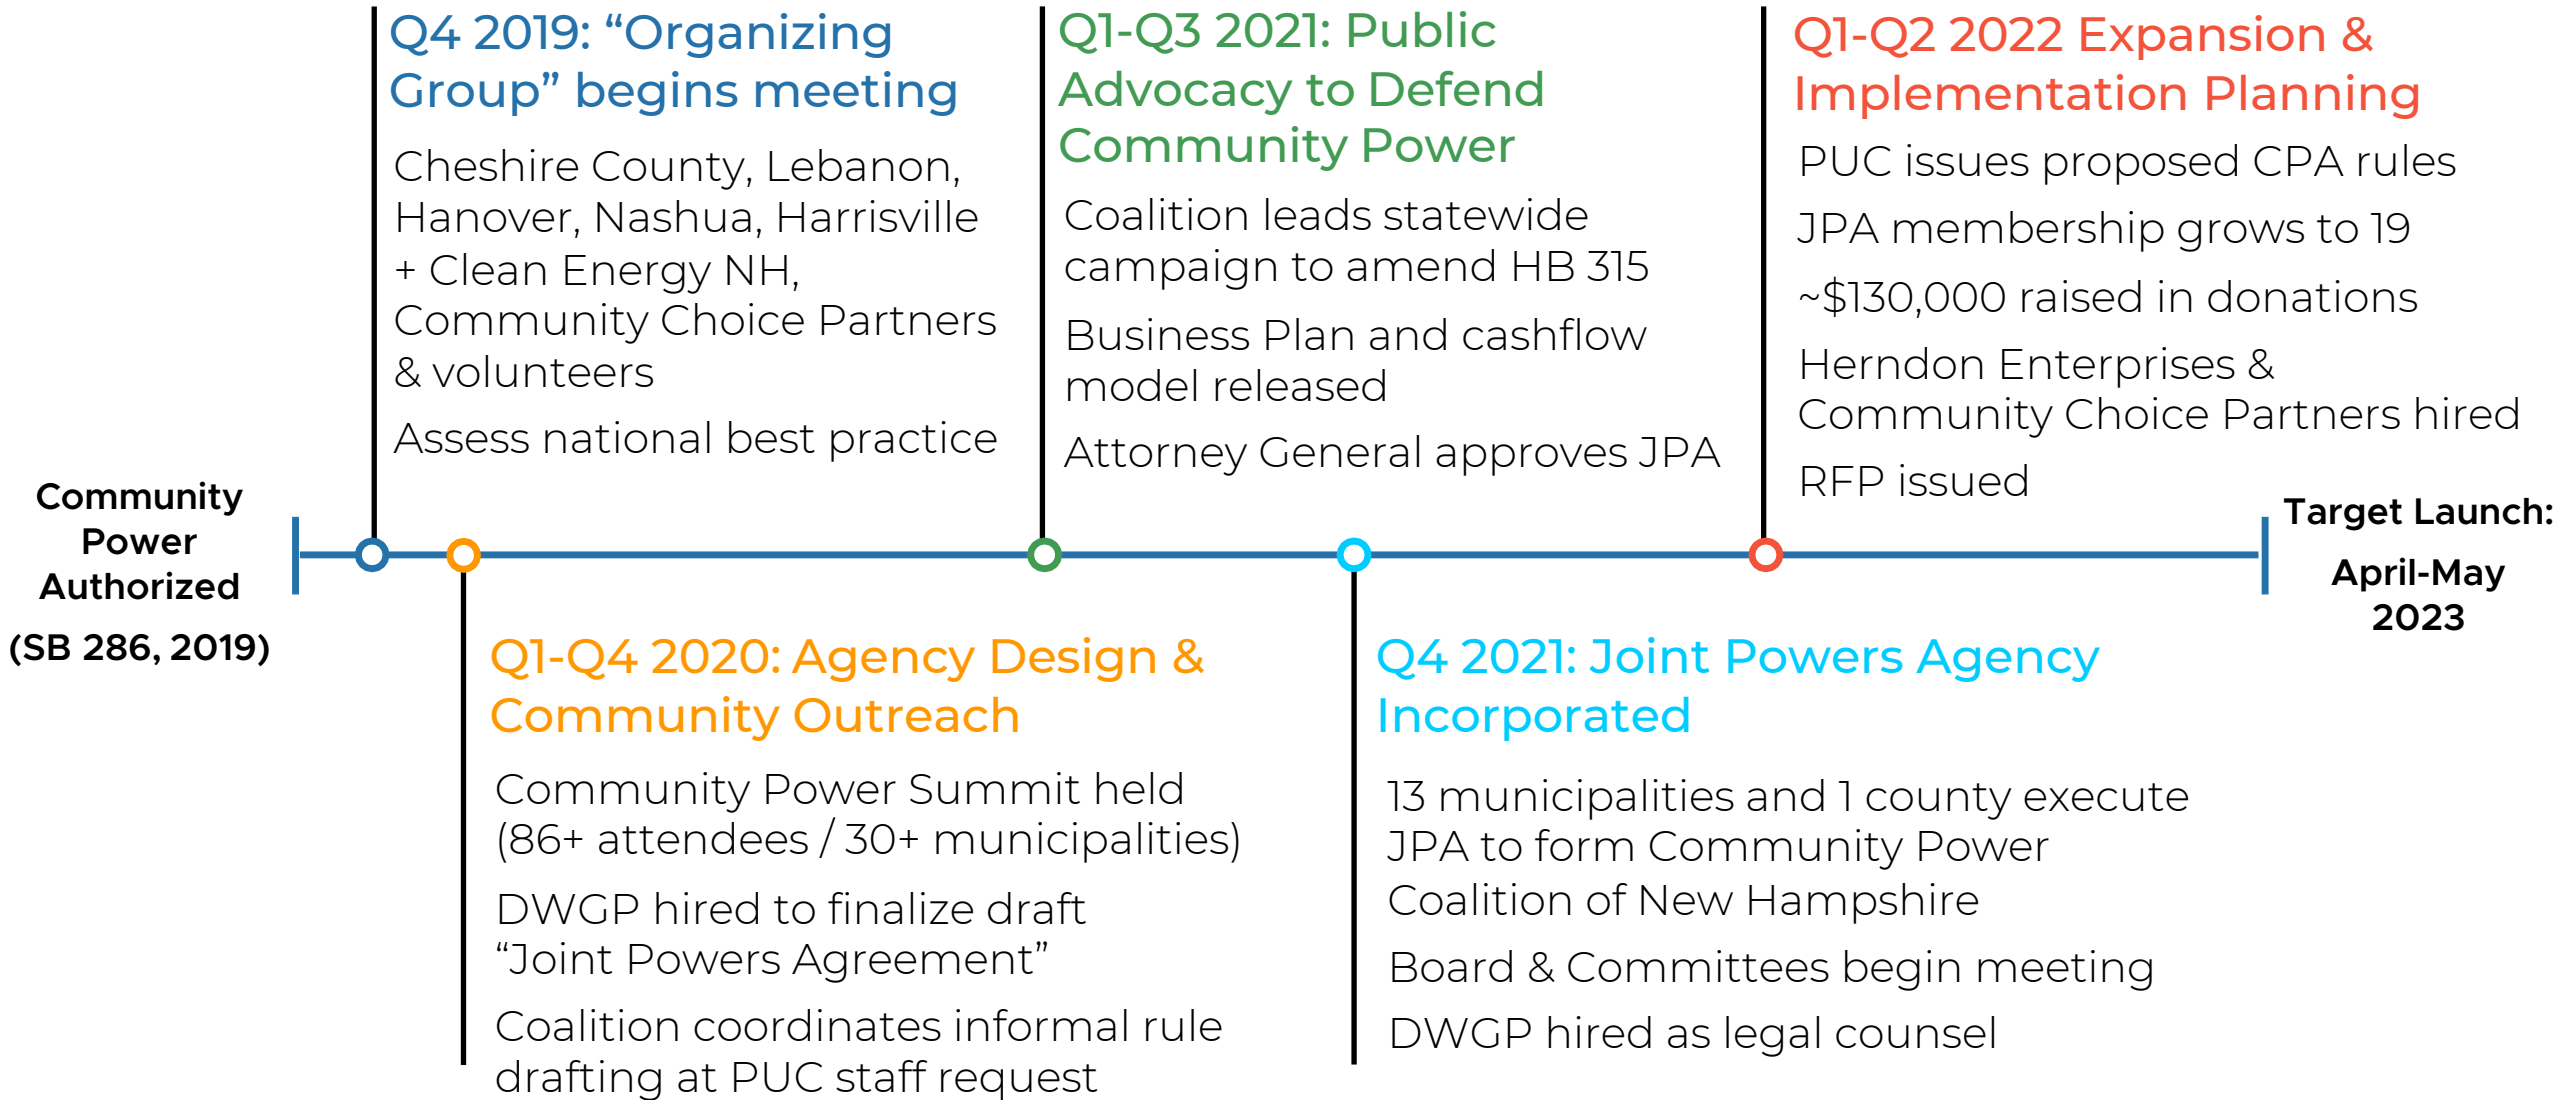 Community
Power
Authorized
(SB 286, 2019)
Q4 2019: “Organizing
Group” begins meeting
Cheshire County, Lebanon,
Hanover, Nashua, Harrisville
+ Clean Energy NH,
Community Choice Partners
& volunteers
Assess national best practice
Q1-Q4 2020: Agency Design &
Community Outreach
Community Power Summit held
(86+ attendees / 30+ municipalities)
DWGP hired to finalize draft
“Joint Powers Agreement”
Coalition coordinates informal rule
drafting at PUC staff request
Q1-Q3 2021: Public
Advocacy to Defend
Community Power
Coalition leads statewide
campaign to amend HB 315
Business Plan and cashflow
model released
Attorney General approves JPA
Q4 2021: Joint Powers Agency
Incorporated
13 municipalities and 1 county execute
JPA to form Community Power
Coalition of New Hampshire
Board & Committees begin meeting
DWGP hired as legal counsel
Q1-Q2 2022 Expansion &
Implementation Planning
PUC issues proposed CPA rules
JPA membership grows to 19
~$130,000 raised in donations
Herndon Enterprises &
Community Choice Partners hired
RFP issued
Target Launch:
April-May
2023